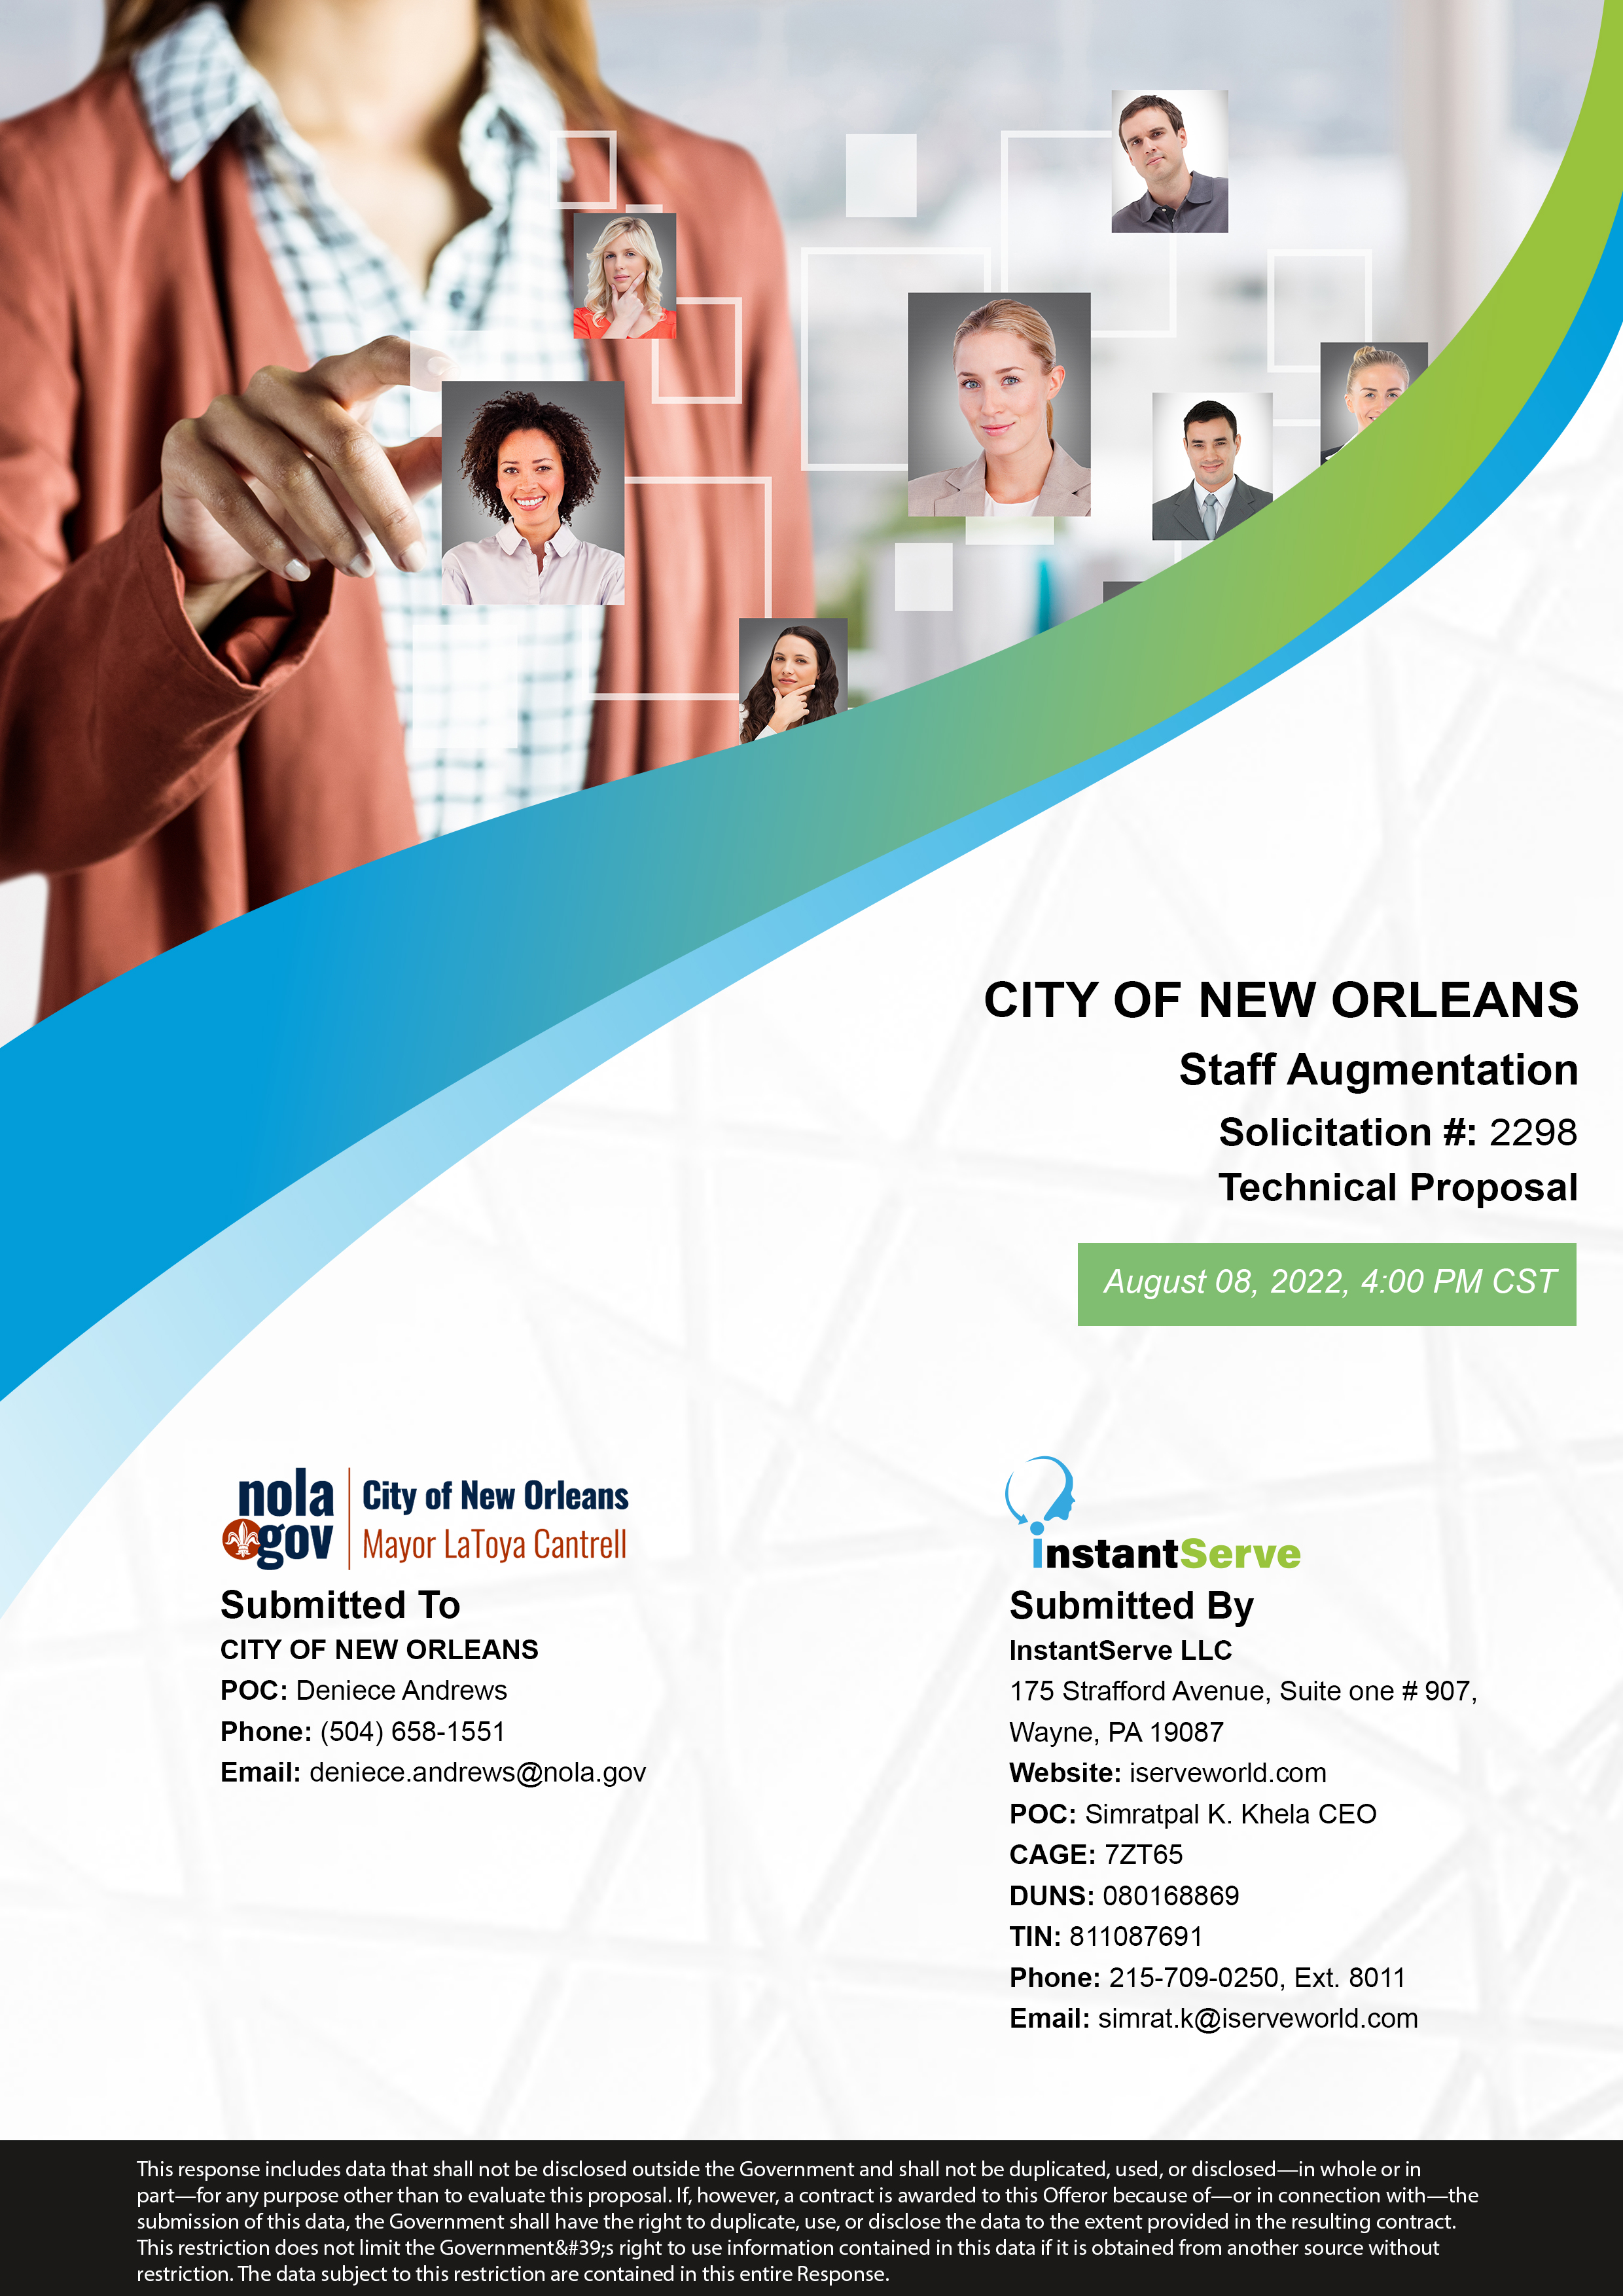 CITY OF NEW ORLEANS
Staff Augmentation
Solicitation #: 2298
Technical Proposal
August 08, 2022, 4:00 PM CST
nola
gov
City of New Orleans
Mayor LaToya Cantrell
Submitted To
CITY OF NEW ORLEANS
POC: Deniece Andrews
Phone: (504) 658-1551
Email: deniece.andrews@nola.gov
instantServe
Submitted By
InstantServe LLC
175 Strafford Avenue, Suite one # 907,
Wayne, PA 19087
Website: iserveworld.com
POC: Simratpal K. Khela CEO
CAGE: 7ZT65
DUNS: 080168869
TIN: 811087691
Phone: 215-709-0250, Ext. 8011
Email: simrat.k@iserveworld.com
This response includes data that shall not be disclosed outside the Government and shall not be duplicated, used, or disclosed—in whole or in
part—for any purpose other than to evaluate this proposal. If, however, a contract is awarded to this Offeror because of—or in connection with—the
submission of this data, the Government shall have the right to duplicate, use, or disclose the data to the extent provided in the resulting contract.
This restriction does not limit the Government&#39;s right to use information contained in this data if it is obtained from another source without
restriction. The data subject to this restriction are contained in this entire Response.